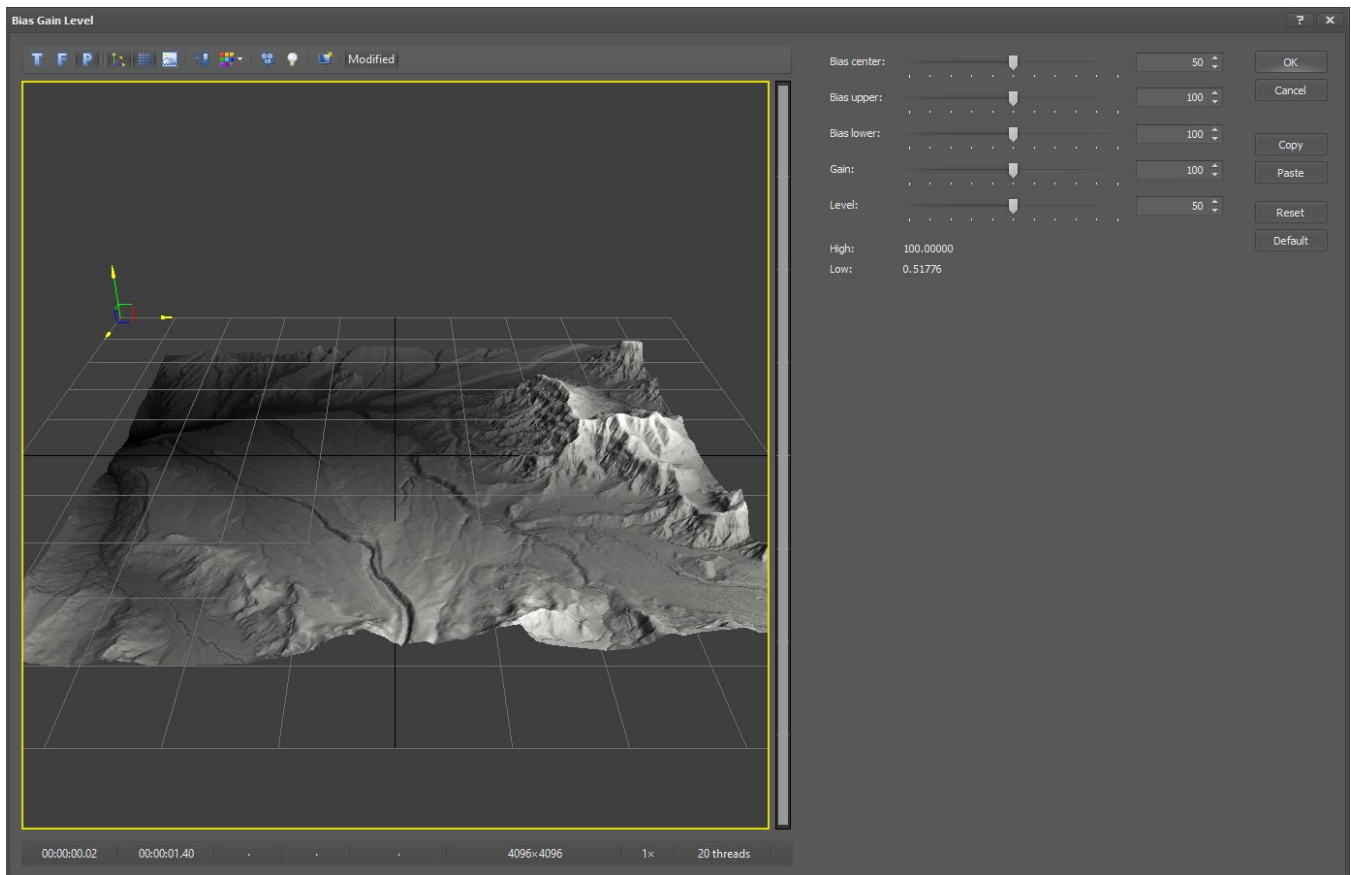 Bias Gain Level
? x
T F P Modified
Bias center: 50
Bias upper: 100
Bias lower: 100
Gain: 100
Level: 50
High: 100.00000
Low: 0.51776
OK
Cancel
Copy
Paste
Reset
Default
00:00:00.02 00:00:01.40 . . . 4096×4096 1× 20 threads